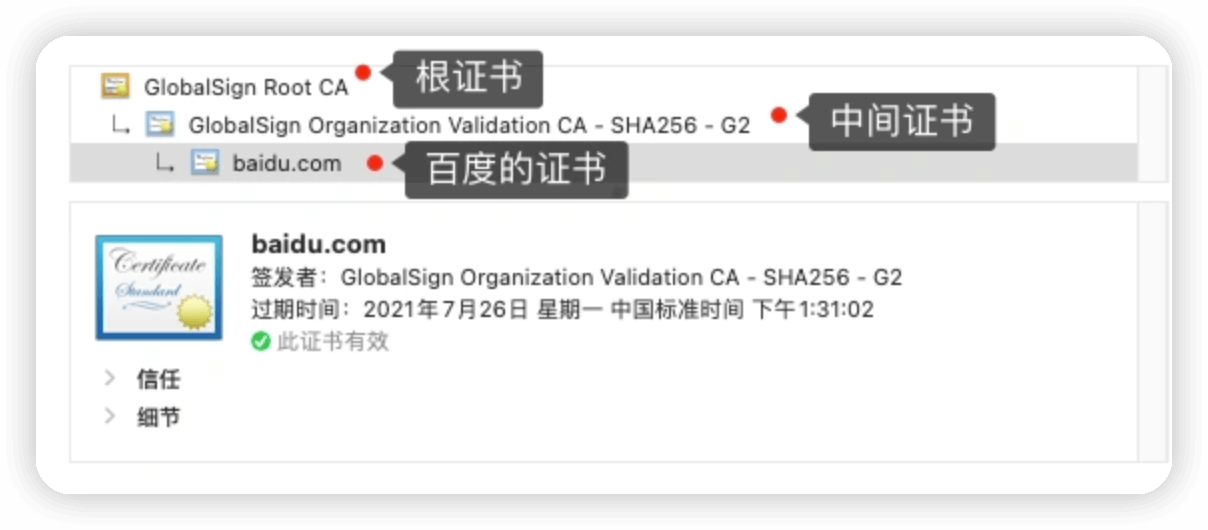 GlobalSign Root CA 根证书
GlobalSign Organization Validation CA - SHA256 - G2 中间证书
baidu.com 百度的证书
Certificate
Standard
baidu.com
签发者：GlobalSign Organization Validation CA - SHA256 - G2
过期时间：2021年7月26日 星期一 中国标准时间 下午1:31:02
此证书有效
信任
细节